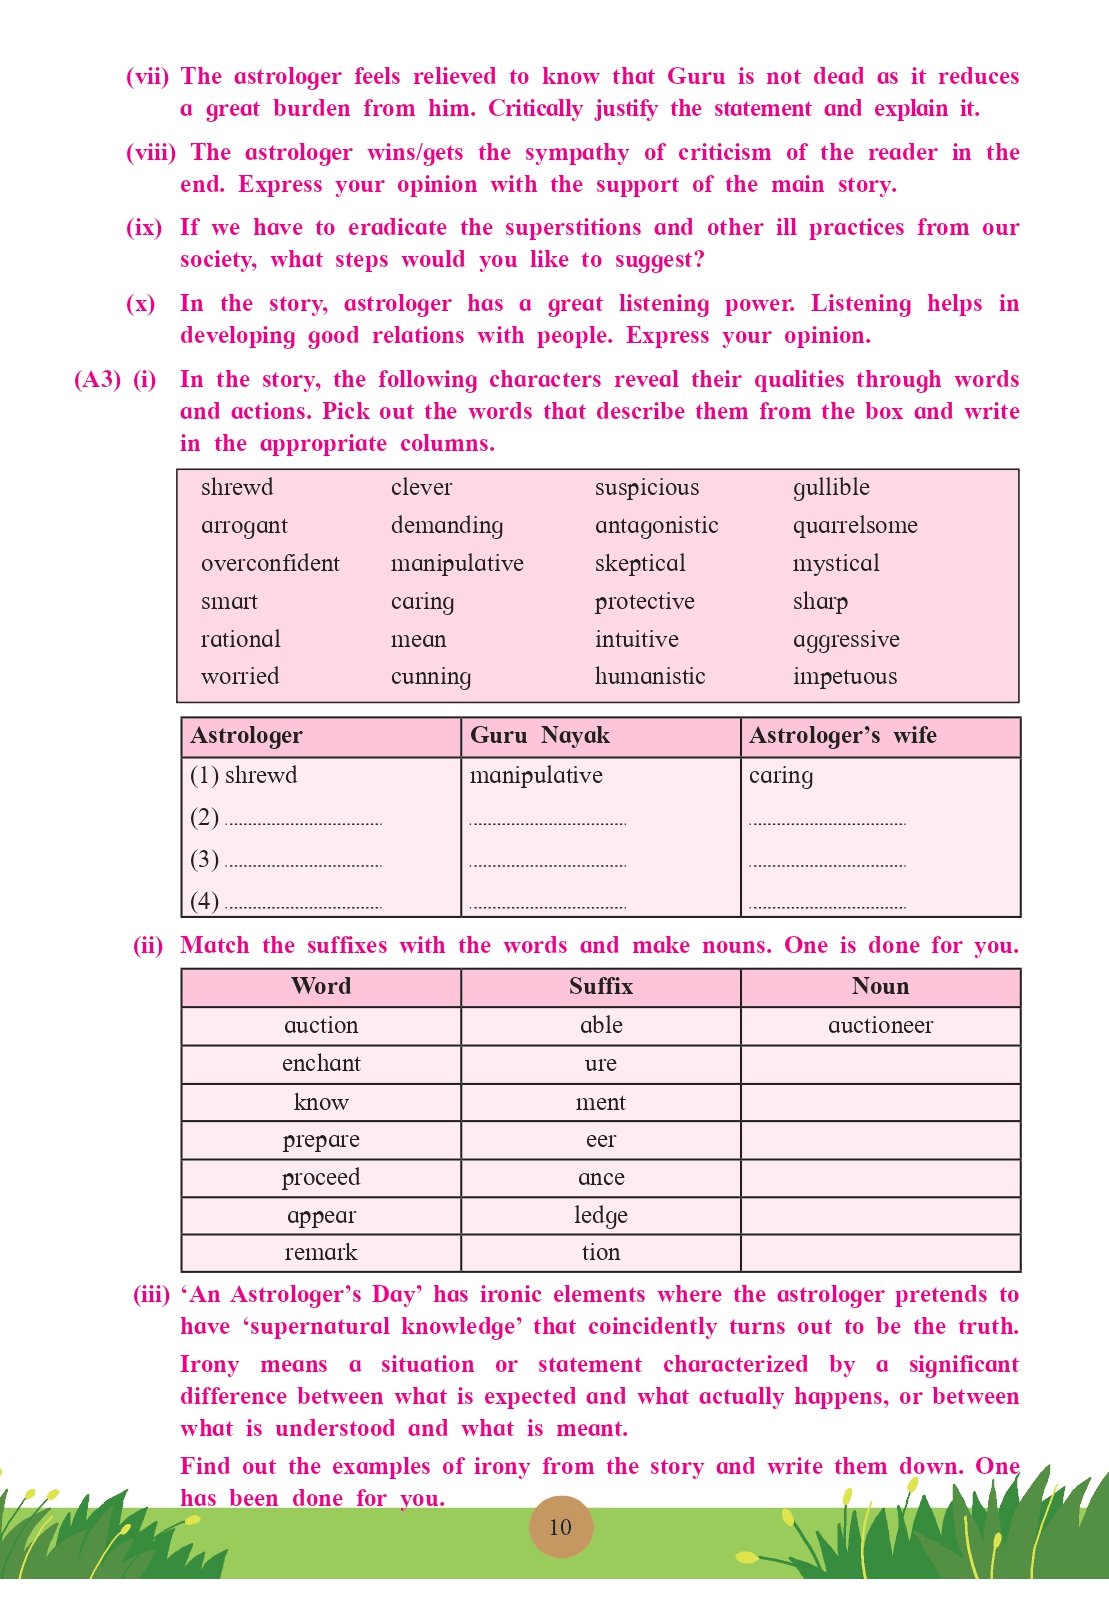 (vii) The astrologer feels relieved to know that Guru is not dead as it reduces
a great burden from him. Critically justify the statement and explain it.
(viii) The astrologer wins/gets the sympathy of criticism of the reader in the
end. Express your opinion with the support of the main story.
(ix) If we have to eradicate the superstitions and other ill practices from our
society, what steps would you like to suggest?
(x) In the story, astrologer has a great listening power. Listening helps in
developing good relations with people. Express your opinion.
(A3) (i) In the story, the following characters reveal their qualities through words
and actions. Pick out the words that describe them from the box and write
in the appropriate columns.
shrewd clever suspicious gullible
arrogant demanding antagonistic quarrelsome
overconfident manipulative skeptical mystical
smart caring protective sharp
rational mean intuitive aggressive
worried cunning humanistic impetuous
Astrologer Guru Nayak Astrologer's wife
(1) shrewd manipulative caring
(2) ................................ ................................ ................................
(3) ................................ ................................ ................................
(4) ................................ ................................ ................................
(ii) Match the suffixes with the words and make nouns. One is done for you.
Word Suffix Noun
auction able auctioneer
enchant ure
know ment
prepare eer
proceed ance
appear ledge
remark tion
(iii) ‘An Astrologer’s Day’ has ironic elements where the astrologer pretends to
have ‘supernatural knowledge’ that coincidently turns out to be the truth.
Irony means a situation or statement characterized by a significant
difference between what is expected and what actually happens, or between
what is understood and what is meant.
Find out the examples of irony from the story and write them down. One
has been done for you.
10